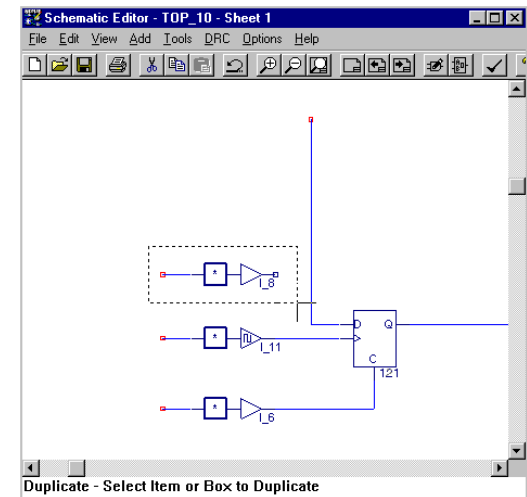 Schematic Editor - TOP_10 - Sheet 1
File Edit View Add Tools DRC Options Help
*
I_8
*
I_11
D Q
C
121
*
I_6
Duplicate - Select Item or Box to Duplicate